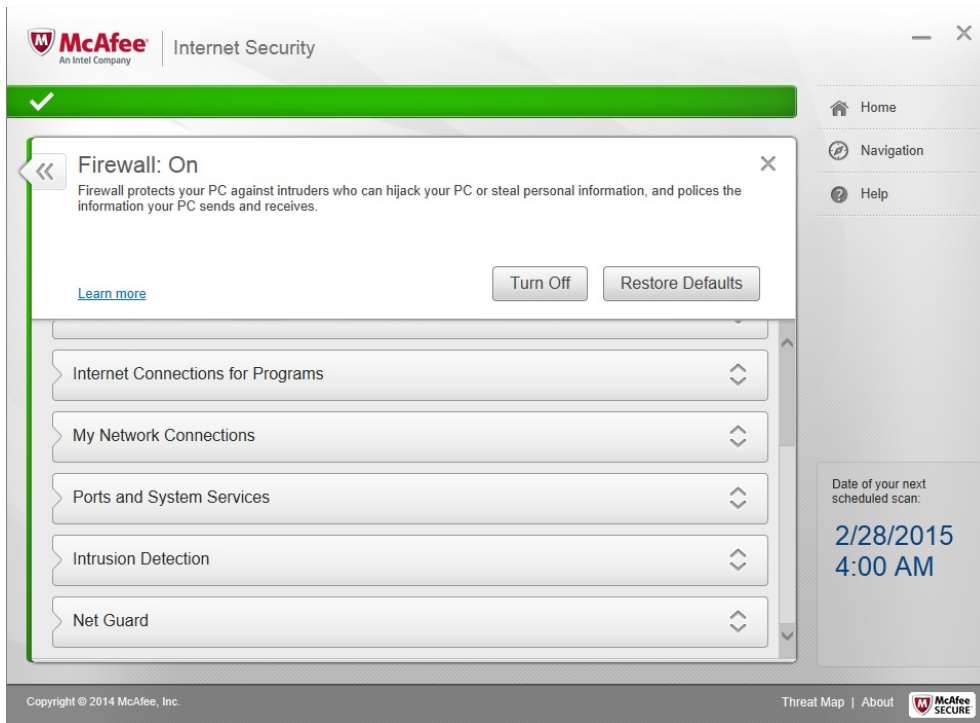 McAfee
An Intel Company
Internet Security
Home
Navigation
Help
Firewall: On
Firewall protects your PC against intruders who can hijack your PC or steal personal information, and polices the
information your PC sends and receives.
Learn more
Turn Off
Restore Defaults
Internet Connections for Programs
My Network Connections
Ports and System Services
Intrusion Detection
Net Guard
Date of your next
scheduled scan:
2/28/2015
4:00 AM
Copyright © 2014 McAfee, Inc.
Threat Map | About
McAfee
SECURE